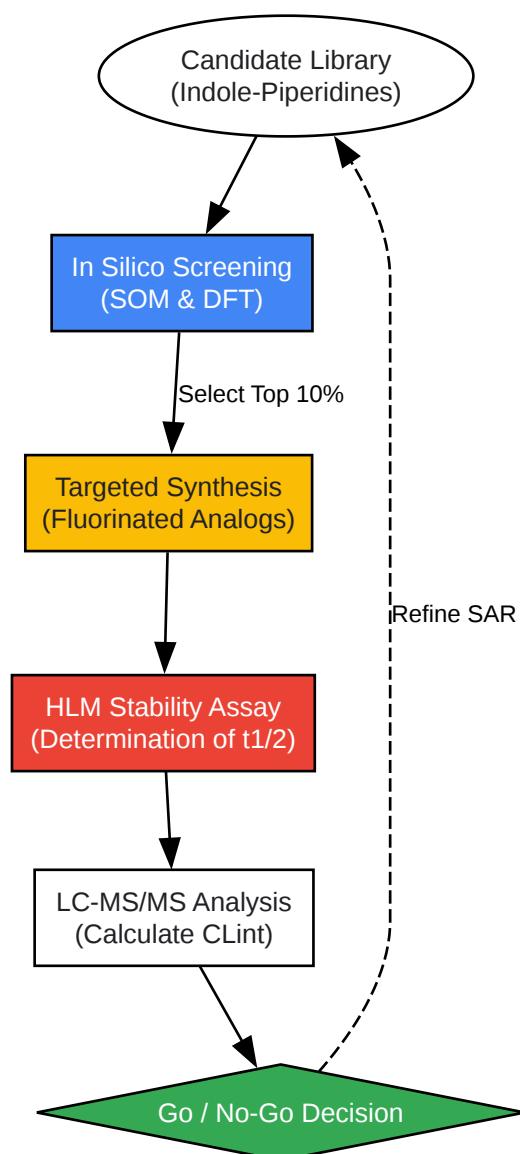 Candidate Library
(Indole-Piperidines)
In Silico Screening
(SOM & DFT)
Select Top 10%
Targeted Synthesis
(Fluorinated Analogs)
Refine SAR
HLM Stability Assay
(Determination of t1/2)
LC-MS/MS Analysis
(Calculate CLint)
Go / No-Go Decision